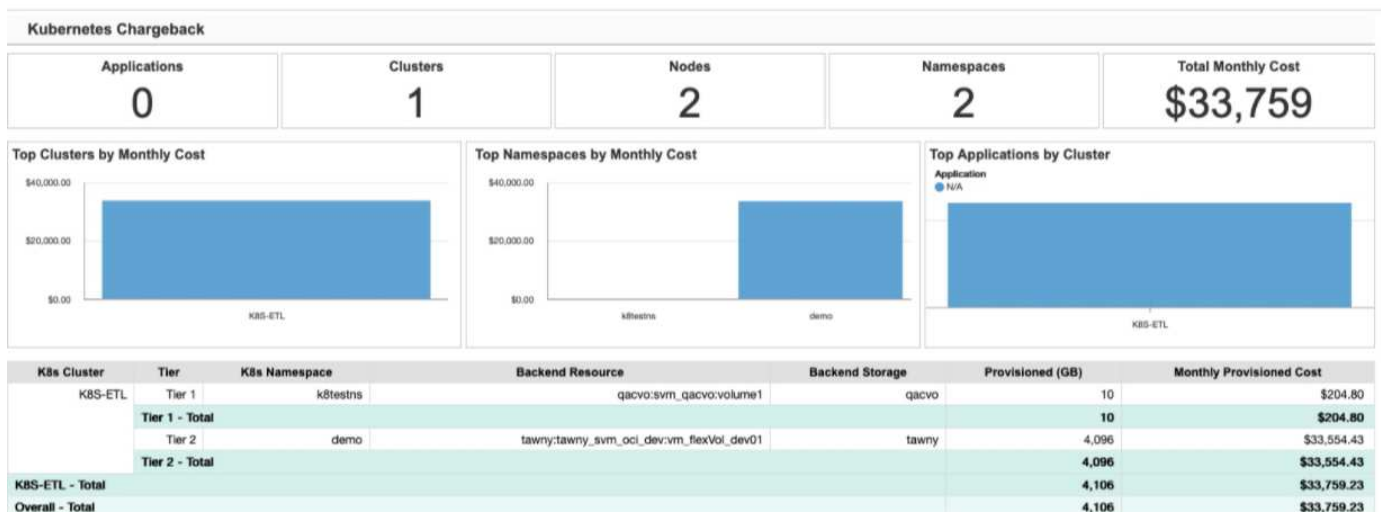 Kubernetes Chargeback
Applications Clusters Nodes Namespaces Total Monthly Cost
0 1 2 2 $33,759
Top Clusters by Monthly Cost
$40,000.00
$20,000.00
$0.00
K8S-ETL
Top Namespaces by Monthly Cost
$40,000.00
$20,000.00
$0.00
k8testns demo
Top Applications by Cluster
Application
N/A
K8S-ETL
K8s Cluster Tier K8s Namespace Backend Resource Backend Storage Provisioned (GB) Monthly Provisioned Cost
K8S-ETL Tier 1 k8testns qacvo:svm_qacvo:volume1 qacvo 10 $204.80
Tier 1 - Total 10 $204.80
Tier 2 demo tawny:tawny_svm_oci_dev:vm_flexVol_dev01 tawny 4,096 $33,554.43
Tier 2 - Total 4,096 $33,554.43
K8S-ETL - Total 4,106 $33,759.23
Overall - Total 4,106 $33,759.23